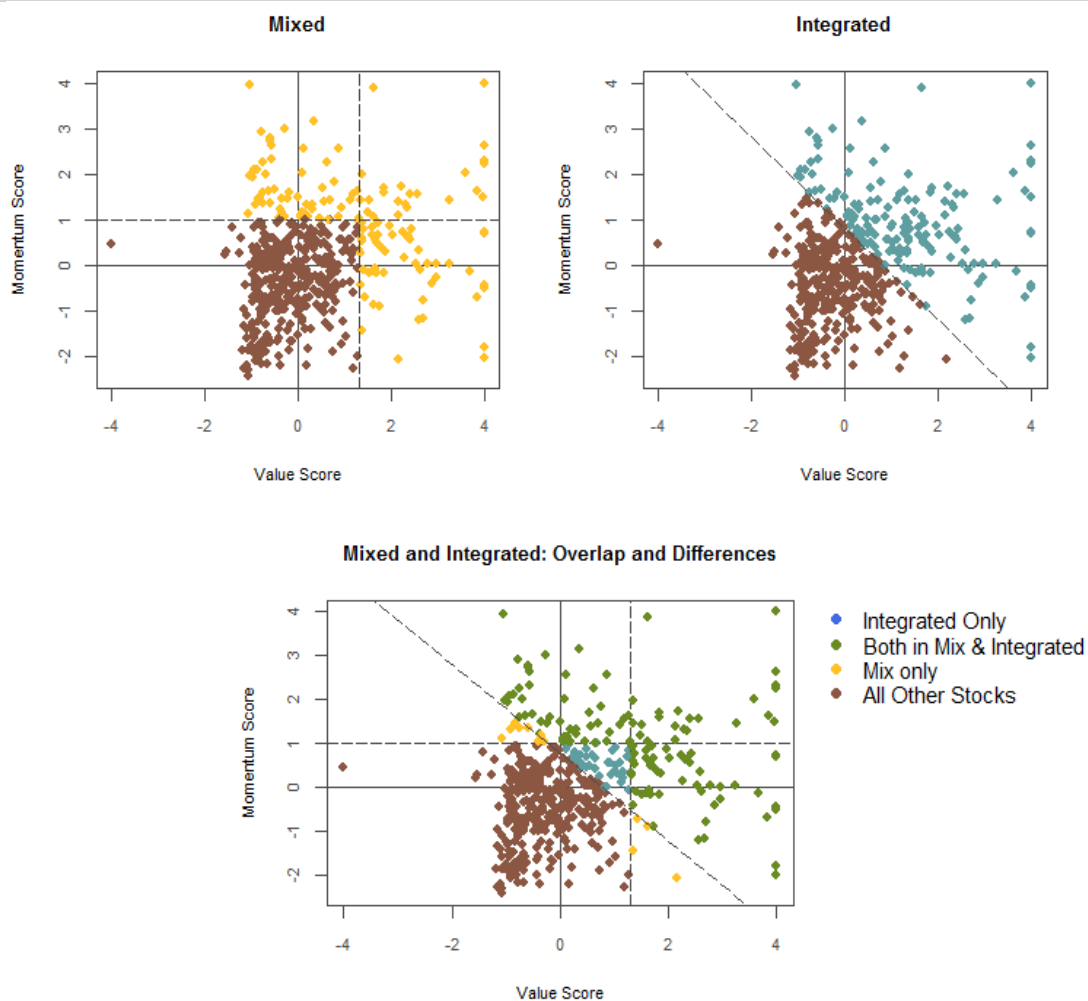 Mixed
Momentum Score
4
3
2
1
0
-1
-2
-4 -2 0 2 4
Value Score
Integrated
Momentum Score
4
3
2
1
0
-1
-2
-4 -2 0 2 4
Value Score
Mixed and Integrated: Overlap and Differences
Momentum Score
4
3
2
1
0
-1
-2
-4 -2 0 2 4
Value Score
Integrated Only
Both in Mix & Integrated
Mix only
All Other Stocks